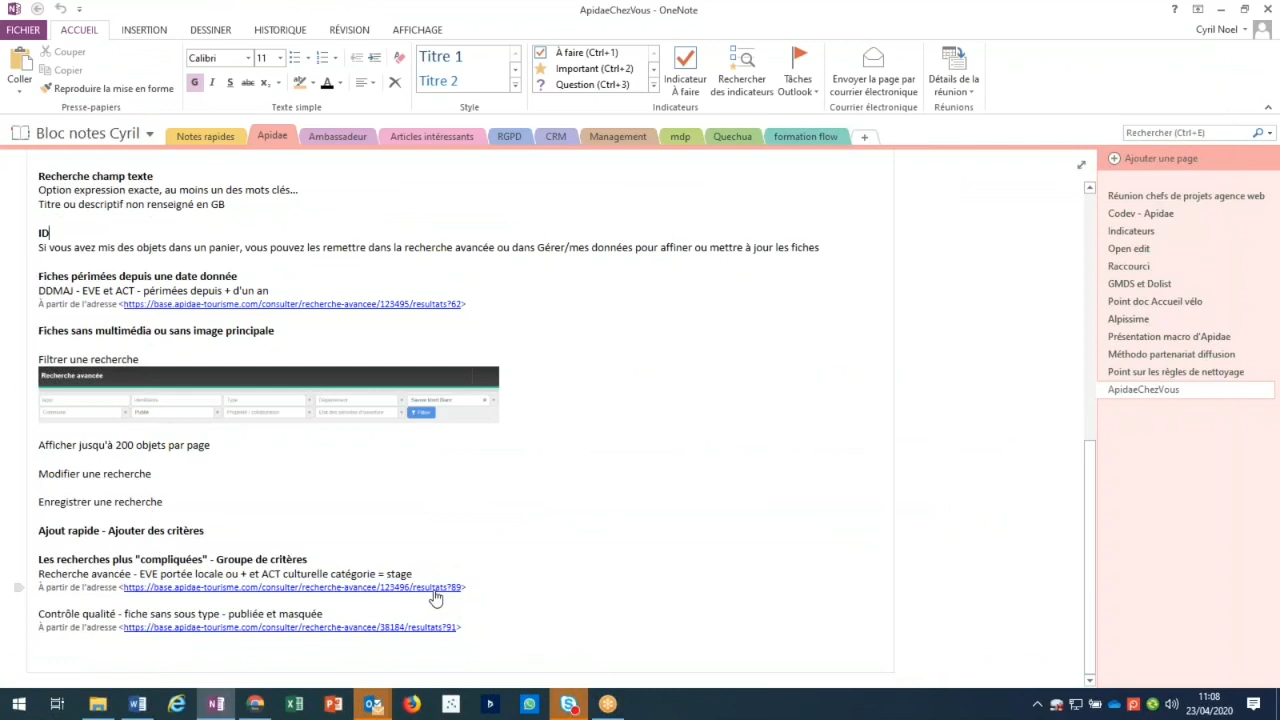 ApidaeChezVous - OneNote
FICHIER ACCUEIL INSERTION DESSINER HISTORIQUE RÉVISION AFFICHAGE
Cyril Noel
Coller
Couper
Copier
Reproduire la mise en forme
Presse-papiers
Calibri 11
G I S abc x₂ A
Texte simple
Titre 1
Titre 2
Style
À faire (Ctrl+1)
Important (Ctrl+2)
Question (Ctrl+3)
Indicateur
À faire
Rechercher
des indicateurs
Tâches
Outlook
Indicateurs
Envoyer la page par
courrier électronique
Courrier électronique
Détails de la
réunion
Réunions
Bloc notes Cyril
Notes rapides Apidae Ambassadeur Articles intéressants RGPD CRM Management mdp Quechua formation flow +
Rechercher (Ctrl+E)
Recherche champ texte
Option expression exacte, au moins un des mots clés...
Titre ou descriptif non renseigné en GB
ID
Si vous avez mis des objets dans un panier, vous pouvez les remettre dans la recherche avancée ou dans Gérer/mes données pour affiner ou mettre à jour les fiches
Fiches périmées depuis une date donnée
DDMAJ - EVE et ACT - périmées depuis + d'un an
À partir de l'adresse <https://base.apidae-tourisme.com/consulter/recherche-avancee/123495/resultats?62>
Fiches sans multimédia ou sans image principale
Filtrer une recherche
Recherche avancée
Identifiants Type Département Savoie Mont Blanc
Commune Publié Propriété / collaboration Filtrer
Afficher jusqu'à 200 objets par page
Modifier une recherche
Enregistrer une recherche
Ajout rapide - Ajouter des critères
Les recherches plus "compliquées" - Groupe de critères
Recherche avancée - EVE portée locale ou + et ACT culturelle catégorie = stage
À partir de l'adresse <https://base.apidae-tourisme.com/consulter/recherche-avancee/123496/resultats?89>
Contrôle qualité - fiche sans sous type - publiée et masquée
À partir de l'adresse <https://base.apidae-tourisme.com/consulter/recherche-avancee/38184/resultats?91>
Ajouter une page
Réunion chefs de projets agence web
Codev - Apidae
Indicateurs
Open edit
Raccourci
GMDS et Dolist
Point doc Accueil vélo
Alpissime
Présentation macro d'Apidae
Méthodo partenariat diffusion
Point sur les règles de nettoyage
ApidaeChezVous
11:08
23/04/2020